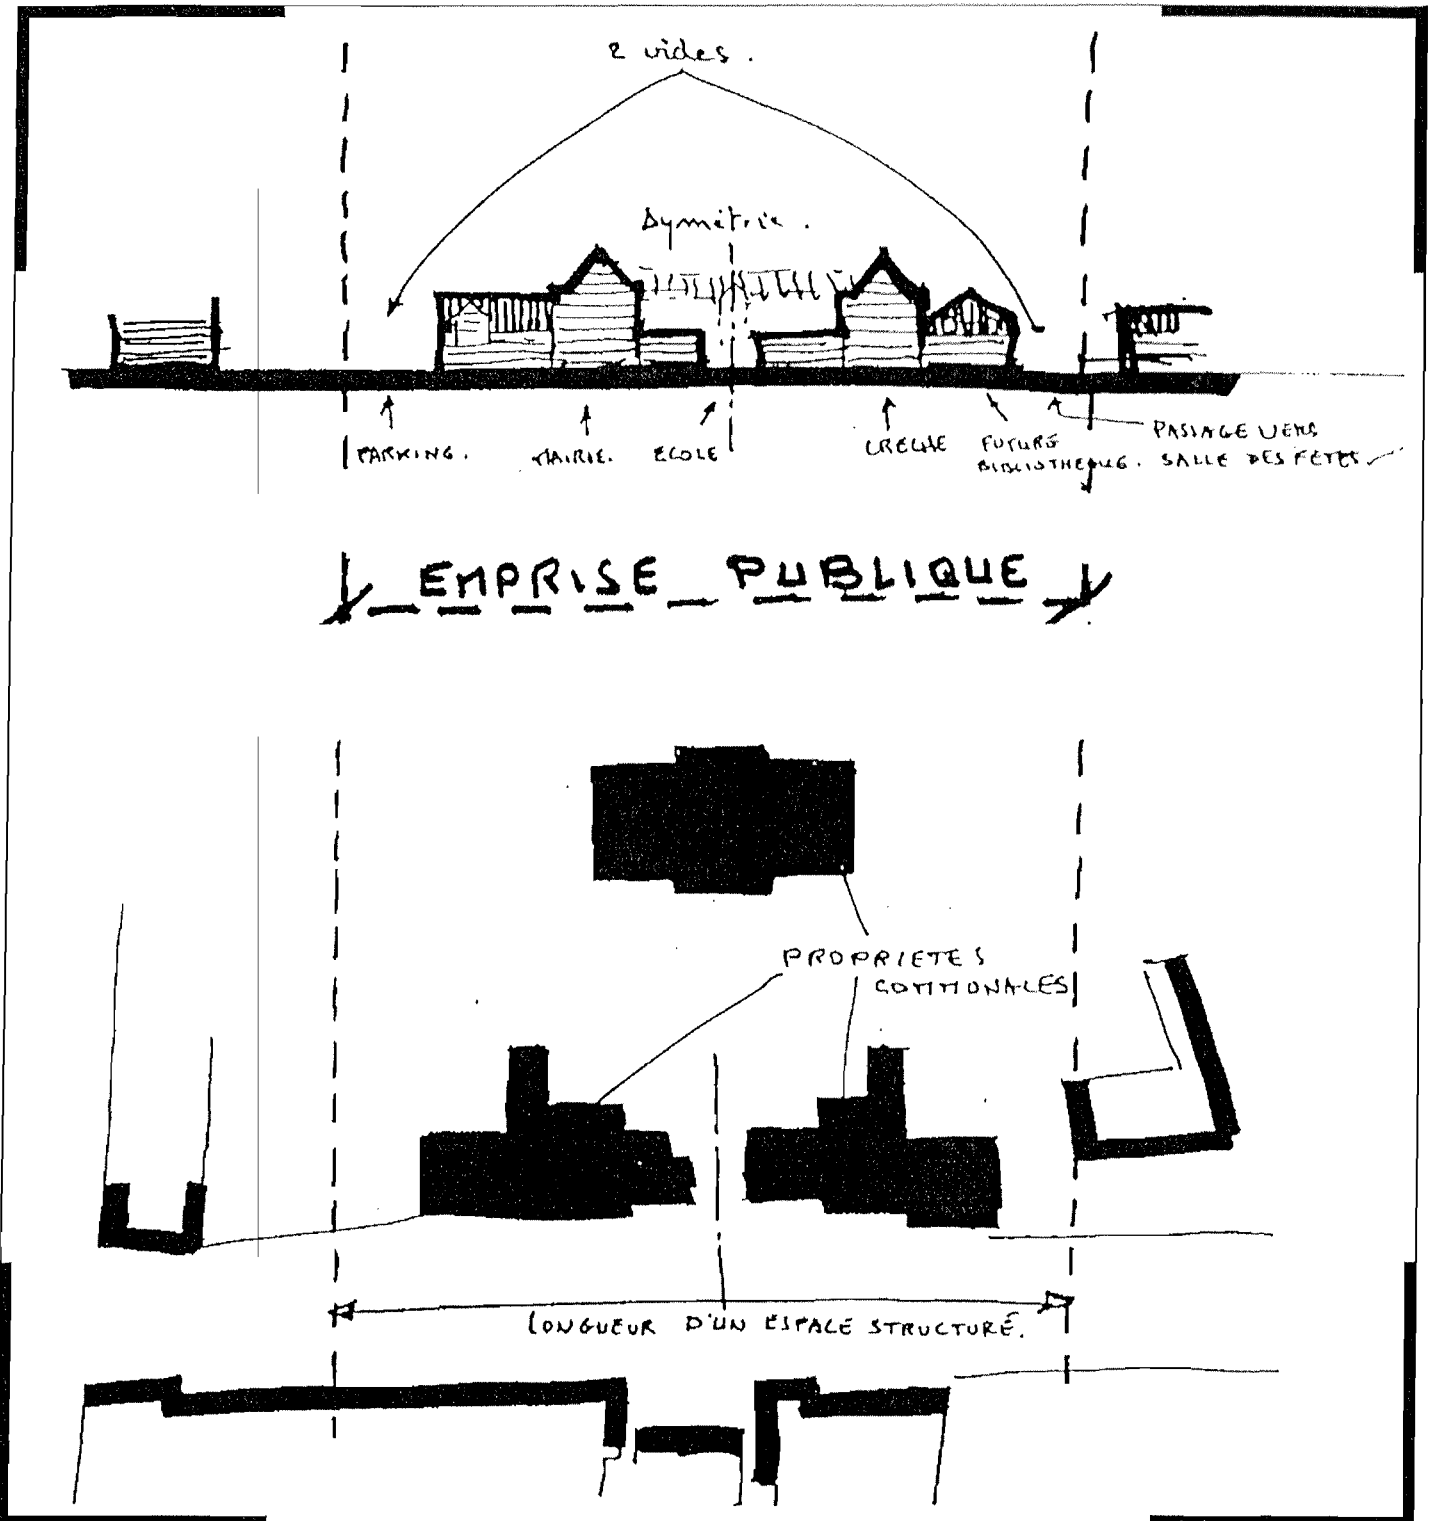 2 vides.
Symétrie.
PARKING.
MAIRIE.
ECOLE
CRECHE
FUTURE
BIBLIOTHEQUE.
PASSAGE VERS
SALLE DES FETES
EMPRISE PUBLIQUE
PROPRIETES
COMMUNALES
LONGUEUR D'UN ESPACE STRUCTURÉ.